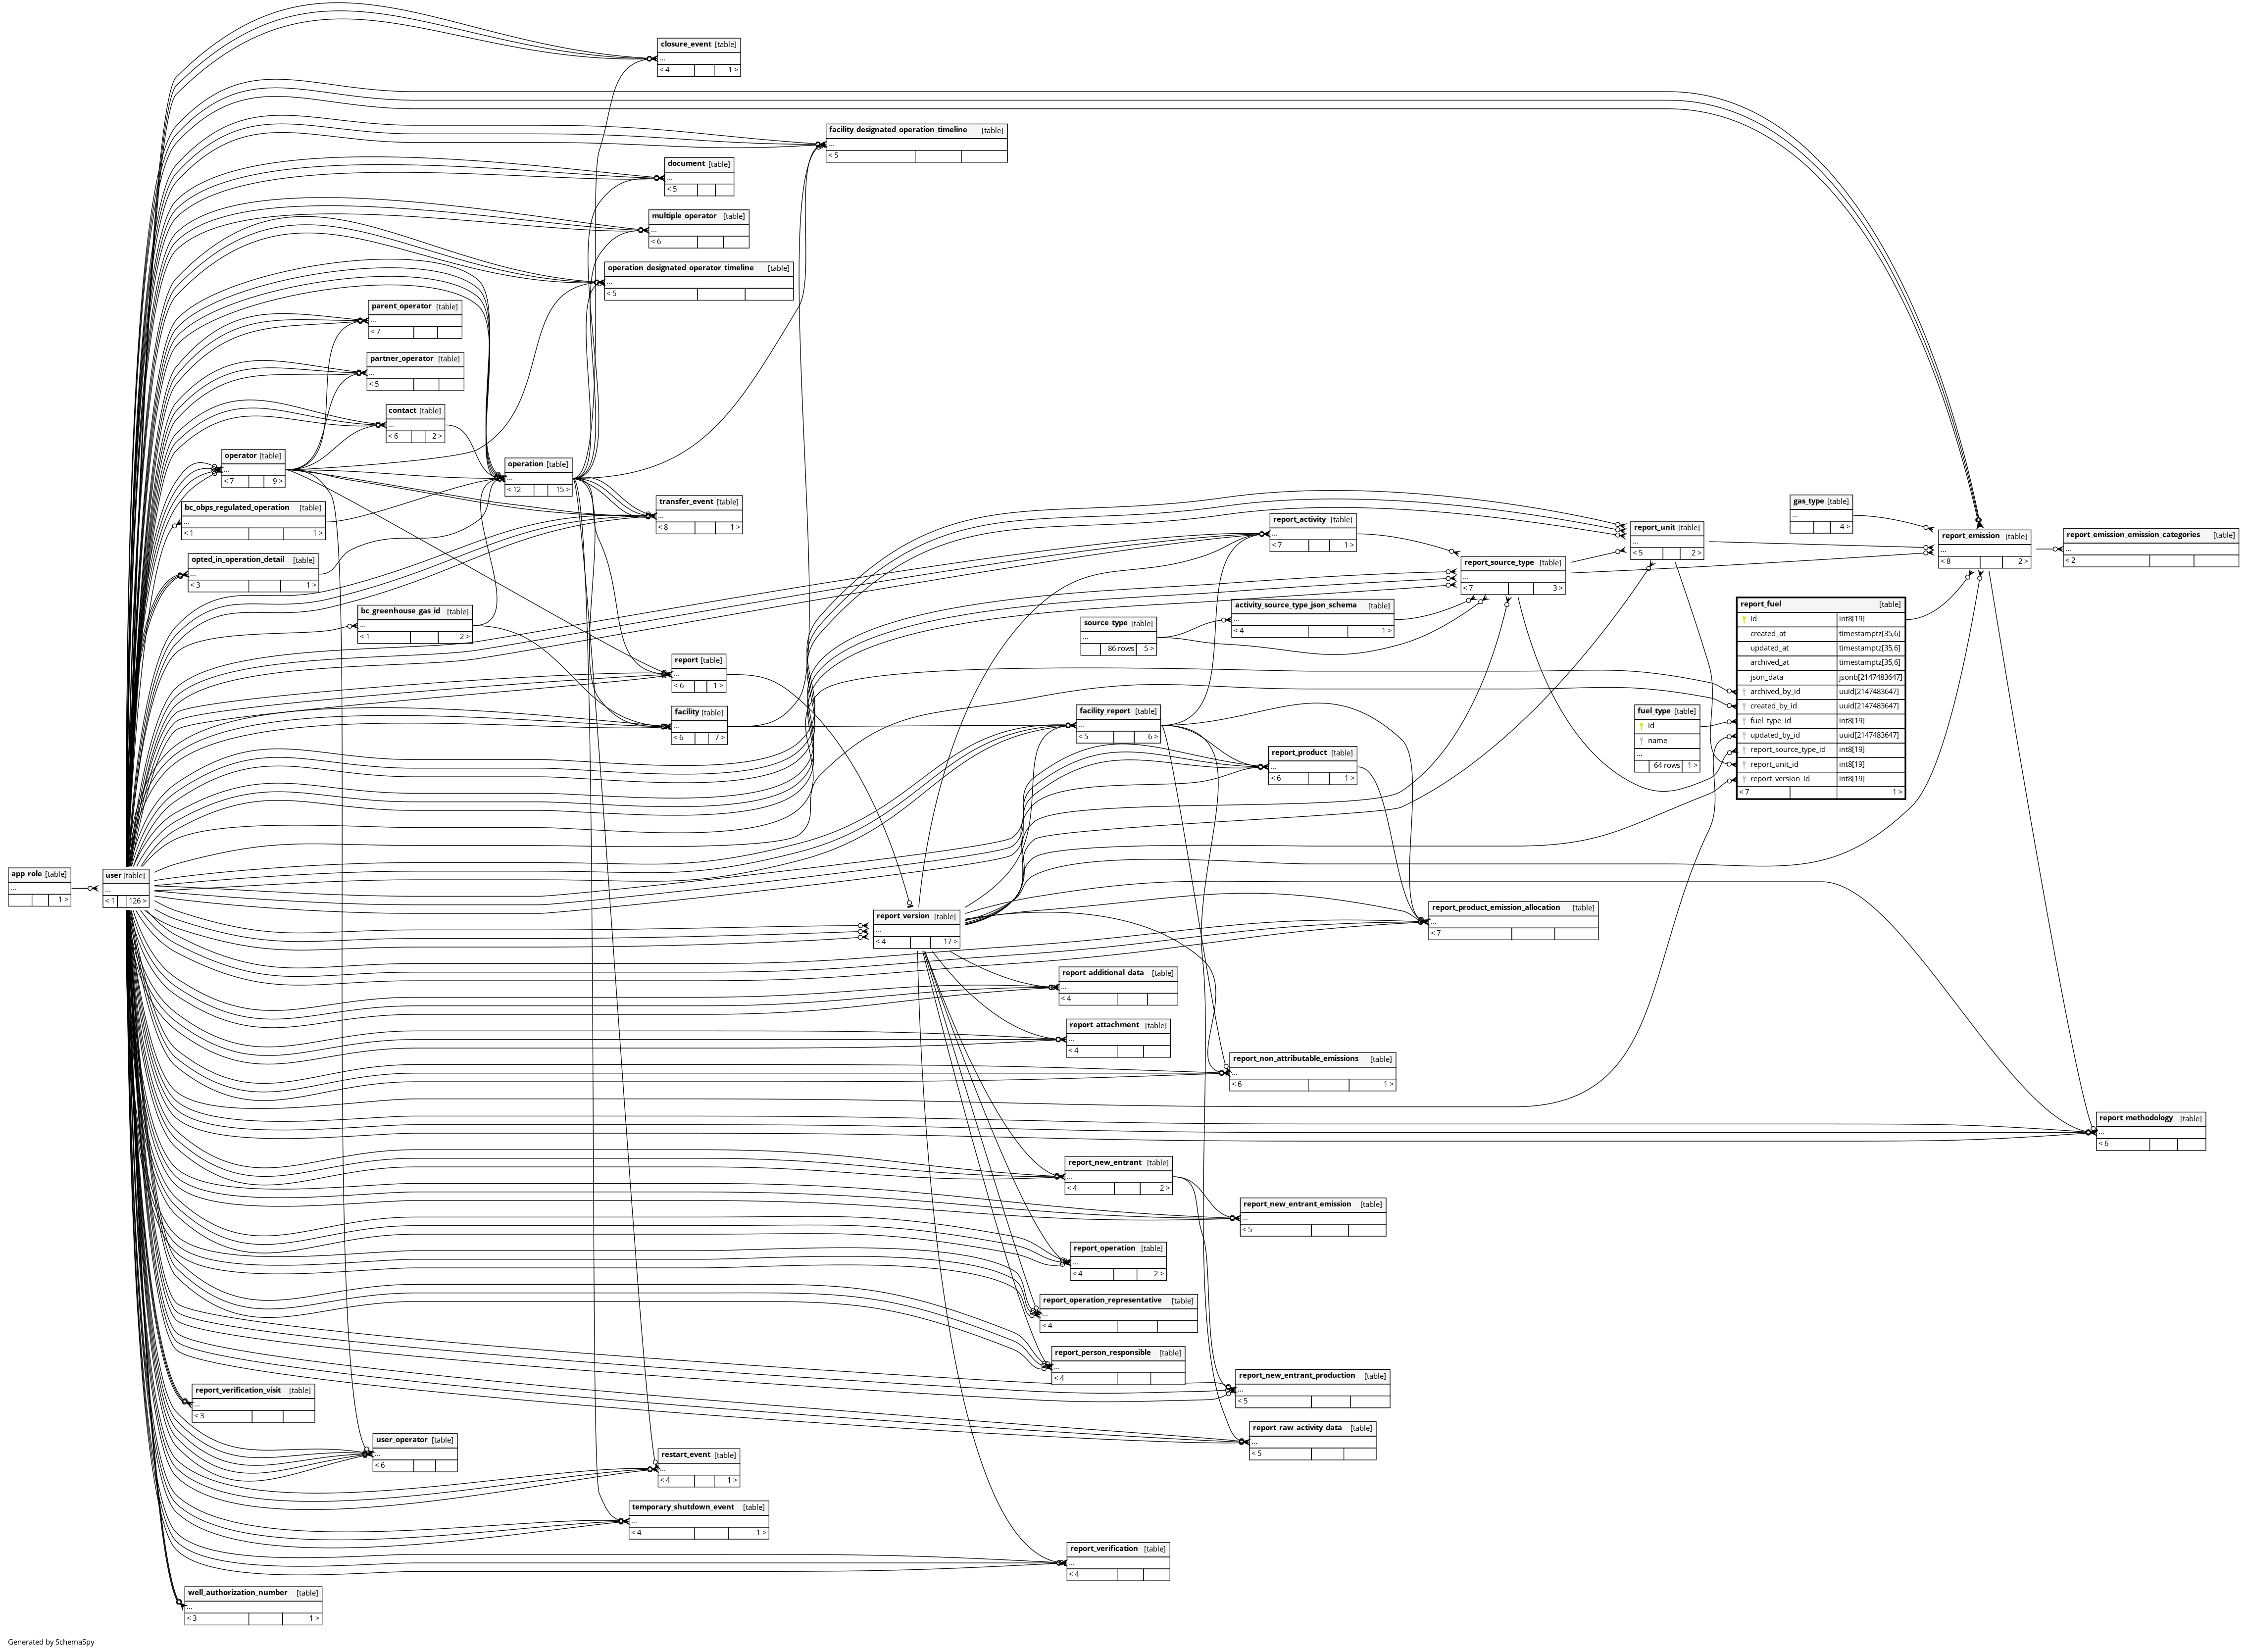 closure_event [table]
...
< 4 1 >
facility_designated_operation_timeline [table]
...
< 5
document [table]
...
< 5
multiple_operator [table]
...
< 6
operation_designated_operator_timeline [table]
...
< 5
parent_operator [table]
...
< 7
partner_operator [table]
...
< 5
contact [table]
...
< 6 2 >
operator [table]
...
< 7 9 >
operation [table]
...
< 12 15 >
bc_obps_regulated_operation [table]
...
< 1 1 >
transfer_event [table]
...
< 8 1 >
opted_in_operation_detail [table]
...
< 3 1 >
bc_greenhouse_gas_id [table]
...
< 1 2 >
report [table]
...
< 6 1 >
facility [table]
...
< 6 7 >
report_activity [table]
...
< 7 1 >
report_source_type [table]
...
< 7 3 >
report_unit [table]
...
< 5 2 >
gas_type [table]
...
4 >
report_emission [table]
...
< 8 2 >
report_emission_emission_categories [table]
...
< 2
activity_source_type_json_schema [table]
...
< 4 1 >
source_type [table]
...
86 rows 5 >
report_fuel [table]
id int8[19]
created_at timestamptz[35,6]
updated_at timestamptz[35,6]
archived_at timestamptz[35,6]
json_data jsonb[2147483647]
archived_by_id uuid[2147483647]
created_by_id uuid[2147483647]
fuel_type_id int8[19]
updated_by_id uuid[2147483647]
report_source_type_id int8[19]
report_unit_id int8[19]
report_version_id int8[19]
< 7 1 >
fuel_type [table]
id
name
...
64 rows 1 >
facility_report [table]
...
< 5 6 >
report_product [table]
...
< 6 1 >
app_role [table]
...
1 >
user [table]
...
< 1 126 >
report_version [table]
...
< 4 17 >
report_product_emission_allocation [table]
...
< 7
report_additional_data [table]
...
< 4
report_attachment [table]
...
< 4
report_non_attributable_emissions [table]
...
< 6 1 >
report_methodology [table]
...
< 6
report_new_entrant [table]
...
< 4 2 >
report_new_entrant_emission [table]
...
< 5
report_operation [table]
...
< 4 2 >
report_operation_representative [table]
...
< 4
report_person_responsible [table]
...
< 4
report_new_entrant_production [table]
...
< 5
report_verification_visit [table]
...
< 3
report_raw_activity_data [table]
...
< 5
user_operator [table]
...
< 6
restart_event [table]
...
< 4 1 >
temporary_shutdown_event [table]
...
< 4 1 >
report_verification [table]
...
< 4
well_authorization_number [table]
...
< 3 1 >
Generated by SchemaSpy